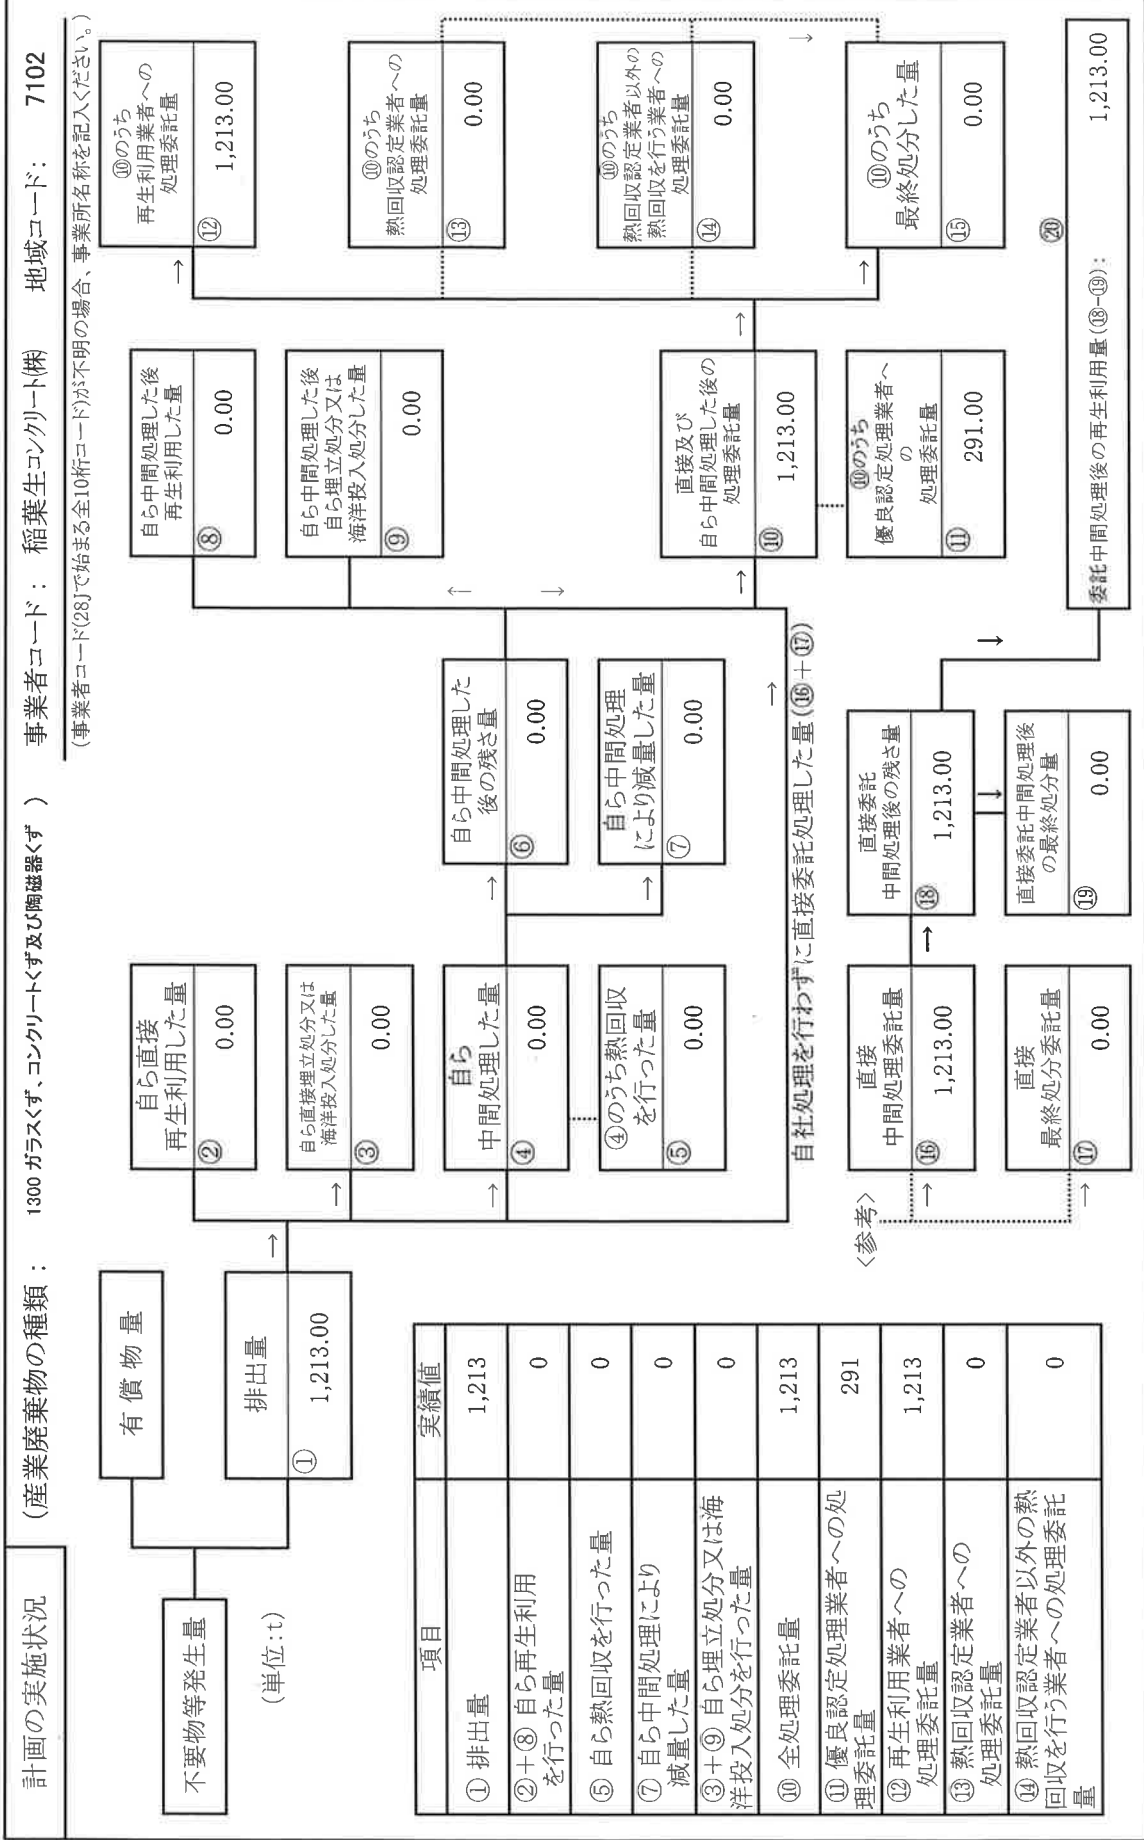 計画の実施状況
(産業廃棄物の種類： 1300 ガラスくず、コンクリートくず及び陶磁器くず ) 事業者コード： 稲葉生コンクリート(株) 地域コード： 7102
(事業者コード(28Jで始まる全10桁コード)が不明の場合、事業所名称を記入ください。)
不要物等発生量
(単位:t)
有償物量
排出量
①
1,213.00
→
自ら直接
再生利用した量
②
0.00
→
自ら直接埋立処分又は
海洋投入処分した量
③
0.00
→
自ら
中間処理した量
④
0.00
④のうち熱回収
を行った量
⑤
0.00
→
自ら中間処理した
後の残さ量
⑥
0.00
→
自ら中間処理
により減量した量
⑦
0.00
自ら中間処理した後
再生利用した量
⑧
0.00
自ら中間処理した後
自ら埋立処分又は
海洋投入処分した量
⑨
0.00
↑
↓
→
→
直接及び
自ら中間処理した後の
処理委託量
⑩
1,213.00
⑩のうち
優良認定処理業者へ
の
処理委託量
⑪
291.00
→
→
⑩のうち
再生利用業者への
処理委託量
⑫
1,213.00
⑩のうち
熱回収認定業者への
処理委託量
⑬
0.00
⑩のうち
熱回収認定業者以外の
熱回収を行う業者への
処理委託量
⑭
0.00
↓
→
⑩のうち
最終処分した量
⑮
0.00
自社処理を行わずに直接委託処理した量(⑯＋⑰)
〈参考〉
→
直接
中間処理委託量
⑯
1,213.00
→
直接
最終処分委託量
⑰
0.00
→
直接委託
中間処理後の残さ量
⑱
1,213.00
↓
直接委託中間処理後
の最終処分量
⑲
0.00
↓
⑳
委託中間処理後の再生利用量(⑱-⑲)： 1,213.00
項目 実績値
① 排出量 1,213
②＋⑧ 自ら再生利用
を行った量 0
⑤ 自ら熱回収を行った量 0
⑦ 自ら中間処理により
減量した量 0
③＋⑨ 自ら埋立処分又は海
洋投入処分を行った量 0
⑩ 全処理委託量 1,213
⑪ 優良認定処理業者への処
理委託量 291
⑫ 再生利用業者への
処理委託量 1,213
⑬ 熱回収認定業者への
処理委託量 0
⑭ 熱回収認定業者以外の熱
回収を行う業者への処理委託
量 0